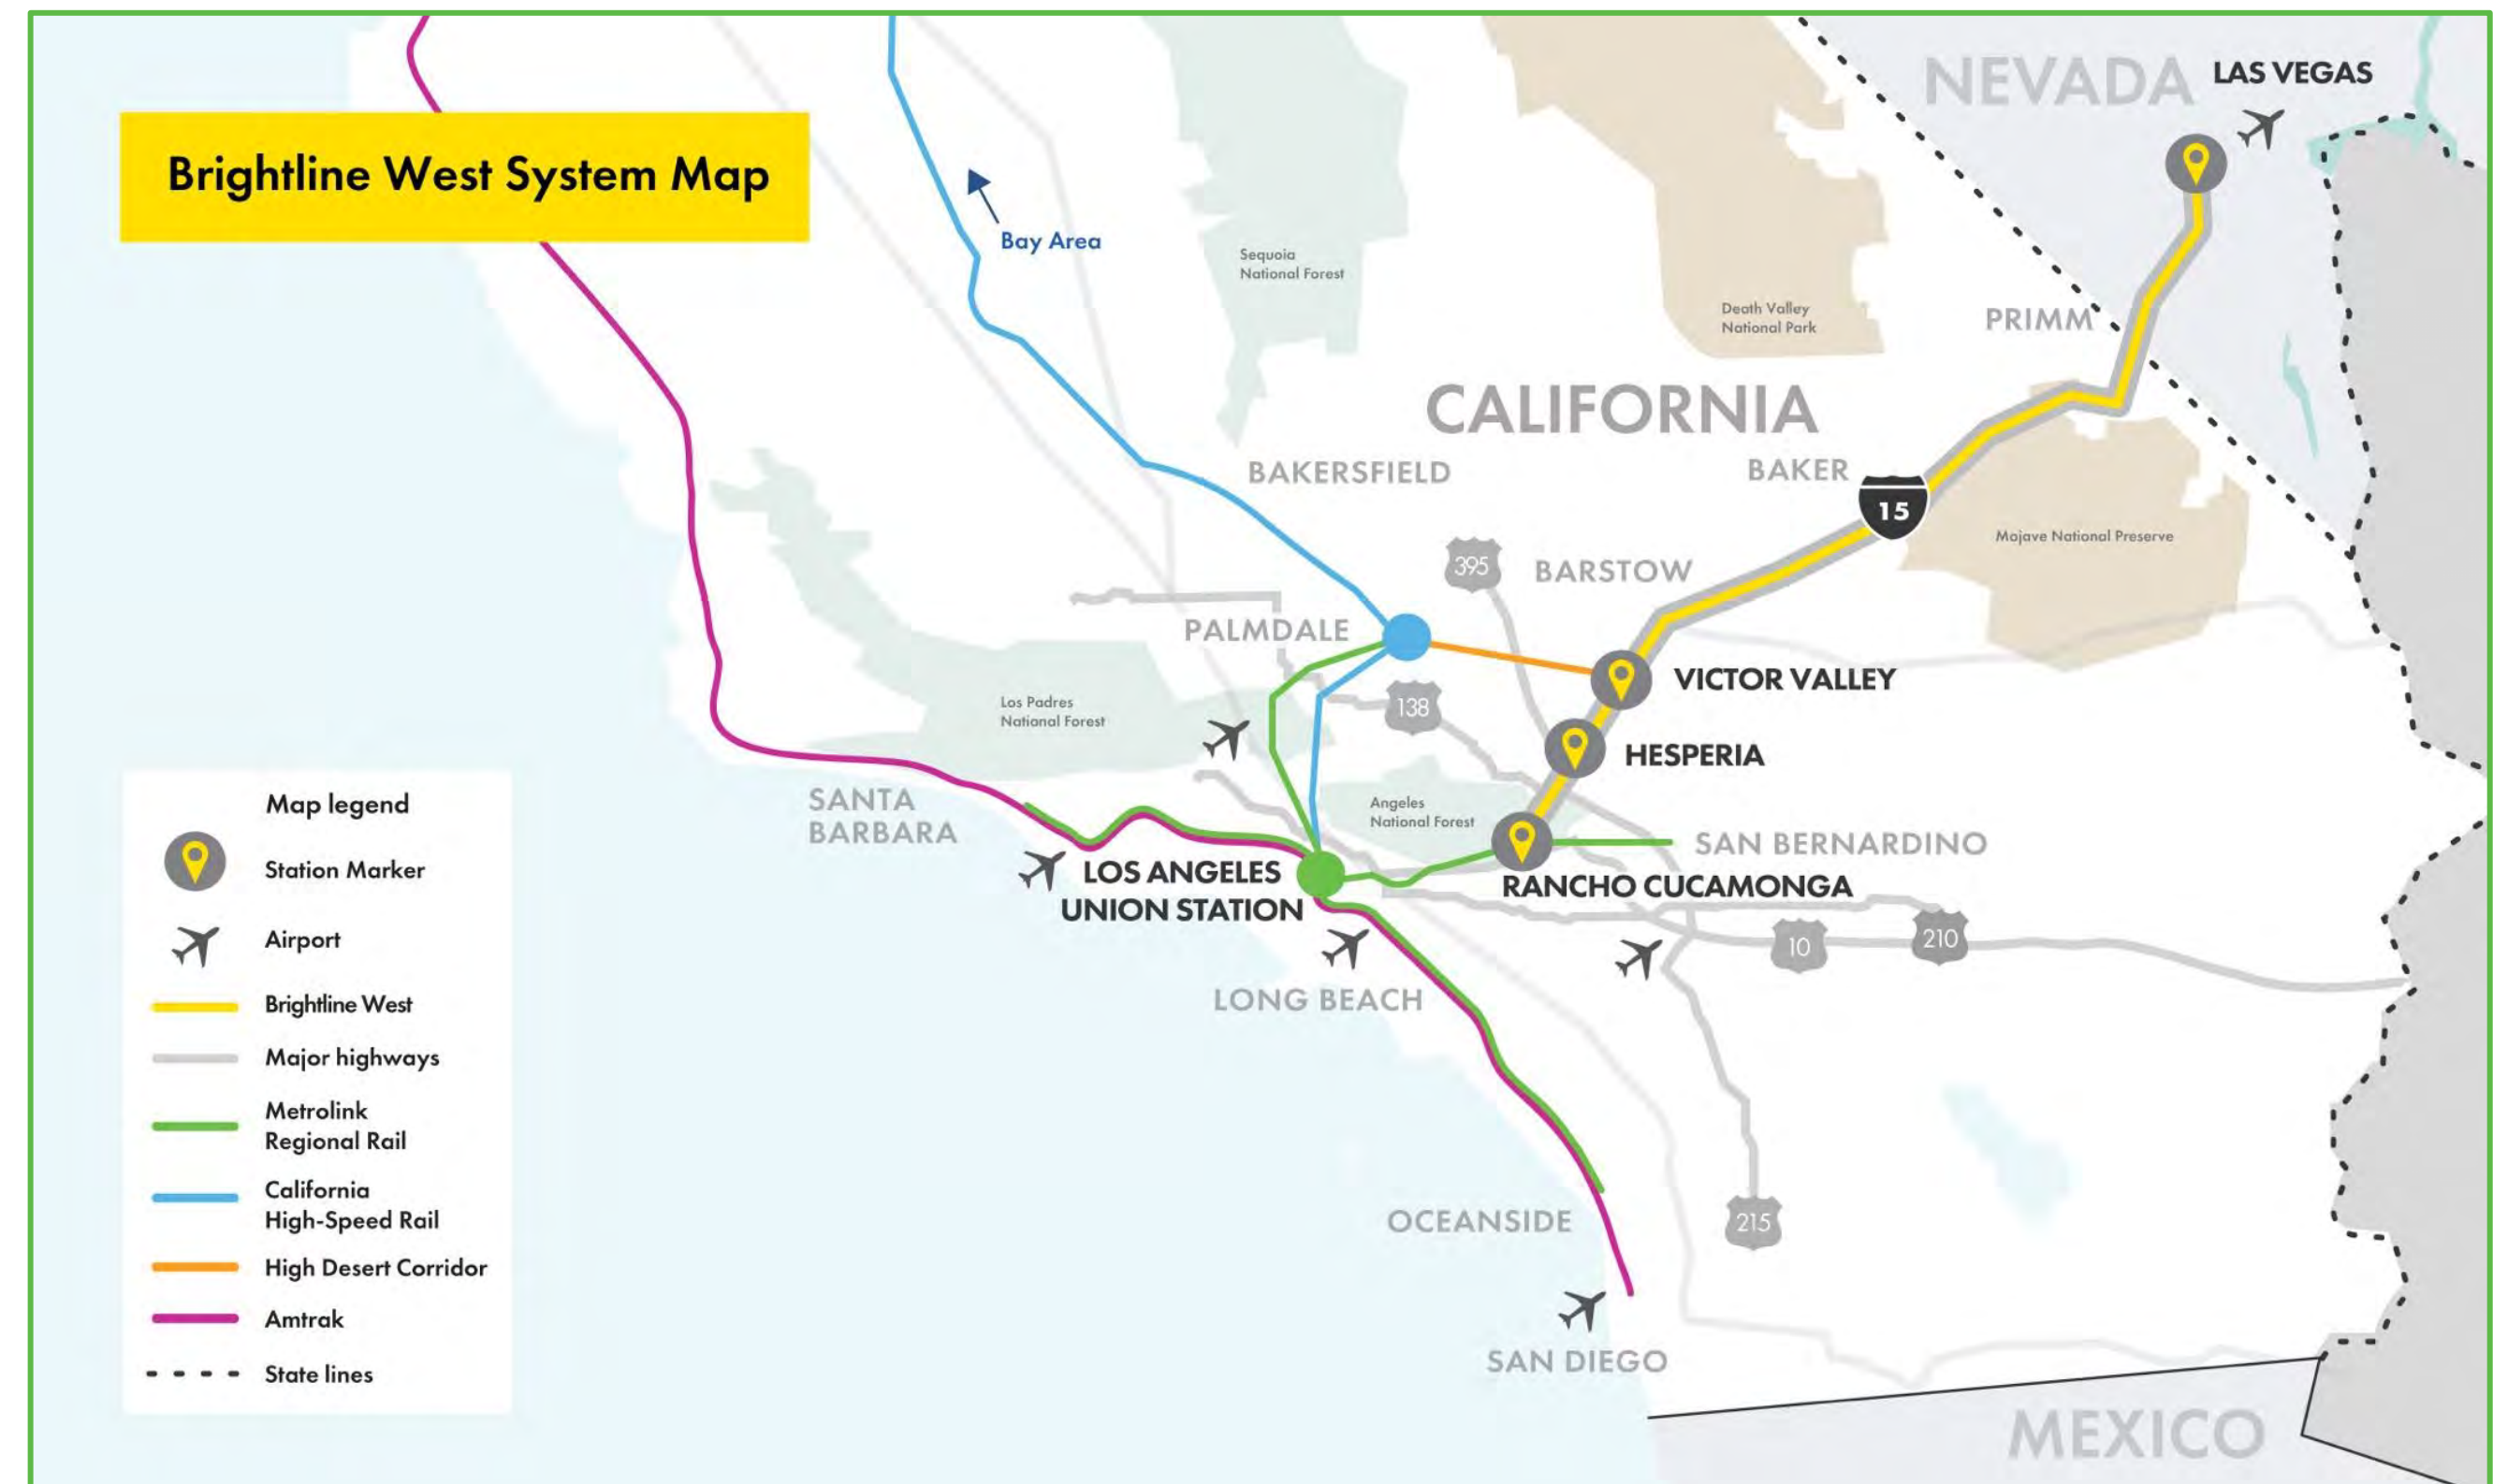 Brightline West System Map
NEVADA
LAS VEGAS
Bay Area
Sequoia
National Forest
Death Valley
National Park
PRIMM
CALIFORNIA
BAKERSFIELD
BAKER
15
Mojave National Preserve
395
BARSTOW
PALMDALE
VICTOR VALLEY
138
Los Padres
National Forest
HESPERIA
SANTA
BARBARA
Angeles
National Forest
SAN BERNARDINO
LOS ANGELES
UNION STATION
RANCHO CUCAMONGA
10
210
LONG BEACH
OCEANSIDE
215
SAN DIEGO
MEXICO
Map legend
Station Marker
Airport
Brightline West
Major highways
Metrolink
Regional Rail
California
High-Speed Rail
High Desert Corridor
Amtrak
State lines